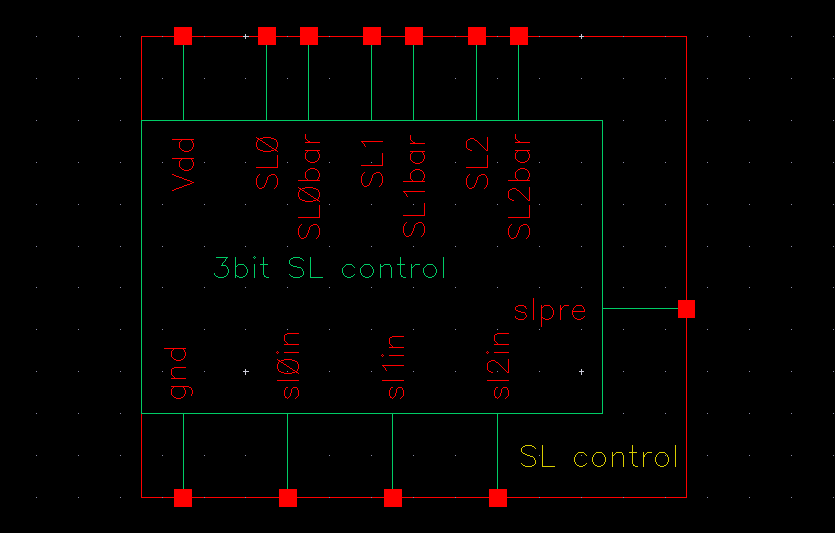 Vdd
SL0
SL0bar
SL1
SL1bar
SL2
SL2bar
3bit SL control
slpre
gnd
sl0in
sl1in
sl2in
SL control